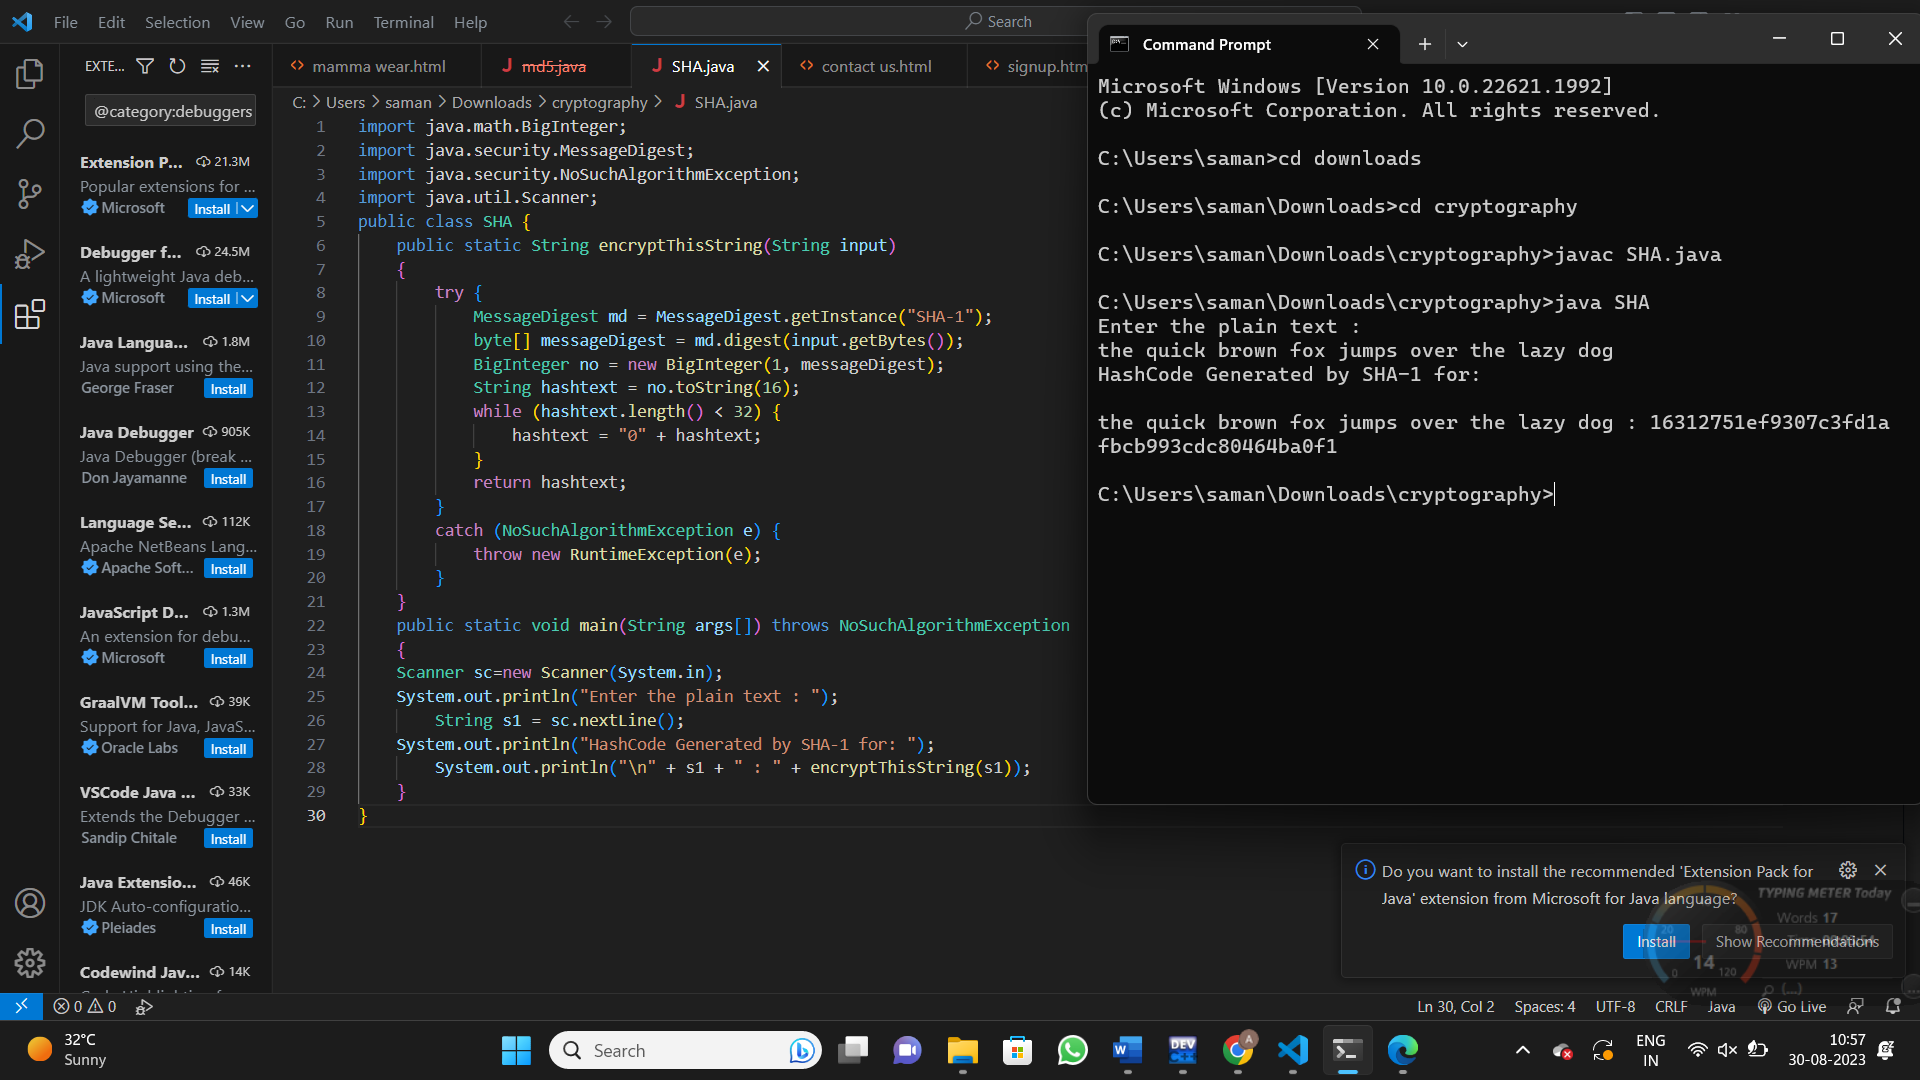 File Edit Selection View Go Run Terminal Help
Search
EXTE...
@category:debuggers
Extension P... 21.3M
Popular extensions for ...
Microsoft Install
Debugger f... 24.5M
A lightweight Java deb...
Microsoft Install
Java Langua... 1.8M
Java support using the...
George Fraser Install
Java Debugger 905K
Java Debugger (break ...
Don Jayamanne Install
Language Se... 112K
Apache NetBeans Lang...
Apache Soft... Install
JavaScript D... 1.3M
An extension for debu...
Microsoft Install
GraalVM Tool... 39K
Support for Java, JavaS...
Oracle Labs Install
VSCode Java ... 33K
Extends the Debugger ...
Sandip Chitale Install
Java Extensio... 46K
JDK Auto-configuratio...
Pleiades Install
Codewind Jav... 14K
mamma wear.html md5.java SHA.java contact us.html signup.htm
C: > Users > saman > Downloads > cryptography > SHA.java
1 import java.math.BigInteger;
2 import java.security.MessageDigest;
3 import java.security.NoSuchAlgorithmException;
4 import java.util.Scanner;
5 public class SHA {
6 public static String encryptThisString(String input)
7 {
8 try {
9 MessageDigest md = MessageDigest.getInstance("SHA-1");
10 byte[] messageDigest = md.digest(input.getBytes());
11 BigInteger no = new BigInteger(1, messageDigest);
12 String hashtext = no.toString(16);
13 while (hashtext.length() < 32) {
14 hashtext = "0" + hashtext;
15 }
16 return hashtext;
17 }
18 catch (NoSuchAlgorithmException e) {
19 throw new RuntimeException(e);
20 }
21 }
22 public static void main(String args[]) throws NoSuchAlgorithmException
23 {
24 Scanner sc=new Scanner(System.in);
25 System.out.println("Enter the plain text : ");
26 String s1 = sc.nextLine();
27 System.out.println("HashCode Generated by SHA-1 for: ");
28 System.out.println("\n" + s1 + " : " + encryptThisString(s1));
29 }
30 }
Command Prompt
Microsoft Windows [Version 10.0.22621.1992]
(c) Microsoft Corporation. All rights reserved.
C:\Users\saman>cd downloads
C:\Users\saman\Downloads>cd cryptography
C:\Users\saman\Downloads\cryptography>javac SHA.java
C:\Users\saman\Downloads\cryptography>java SHA
Enter the plain text :
the quick brown fox jumps over the lazy dog
HashCode Generated by SHA-1 for:
the quick brown fox jumps over the lazy dog : 16312751ef9307c3fd1a
fbcb993cdc80464ba0f1
C:\Users\saman\Downloads\cryptography>
Do you want to install the recommended 'Extension Pack for
Java' extension from Microsoft for Java language?
Install Show Recommendations
TYPING METER Today
Words 17
WPM 13
20 80
0 14 120
WPM
0 0
Ln 30, Col 2 Spaces: 4 UTF-8 CRLF Java Go Live
32°C
Sunny
Search
W
DEV
A
ENG
IN
10:57
30-08-2023